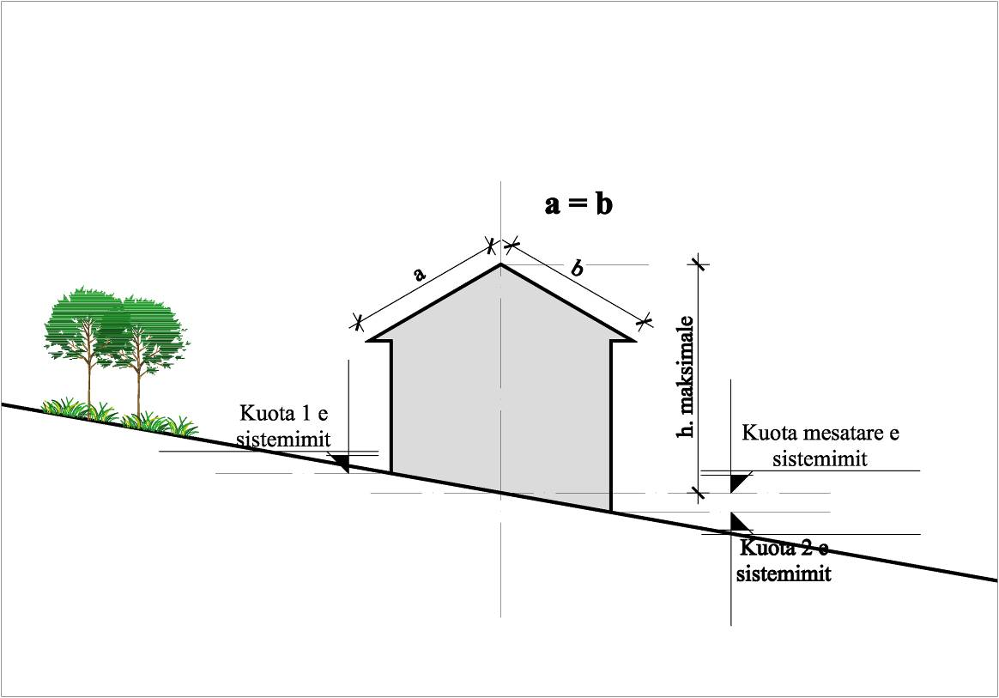 a = b
a
b
h. maksimale
Kuota 1 e
sistemimit
Kuota mesatare e
sistemimit
Kuota 2 e
sistemimit